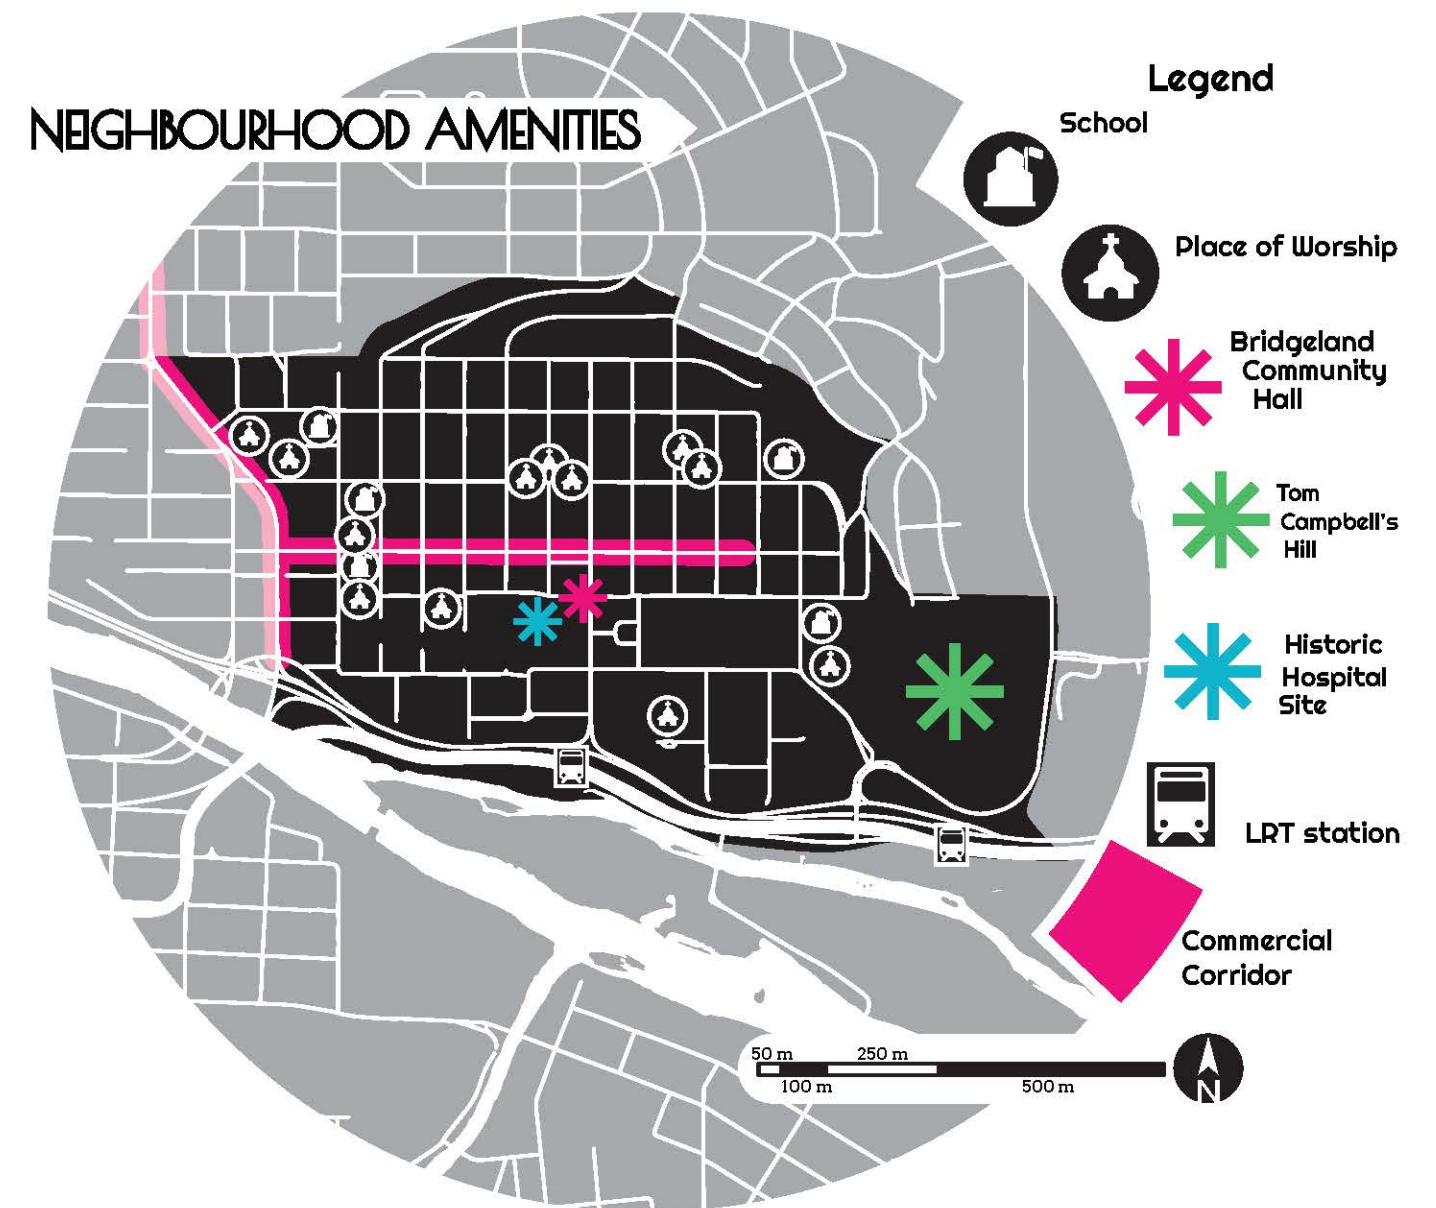 NEIGHBOURHOOD AMENITIES
Legend
School
Place of Worship
Bridgeland
Community
Hall
Tom
Campbell's
Hill
Historic
Hospital
Site
LRT station
Commercial
Corridor
50 m 250 m
100 m 500 m
N